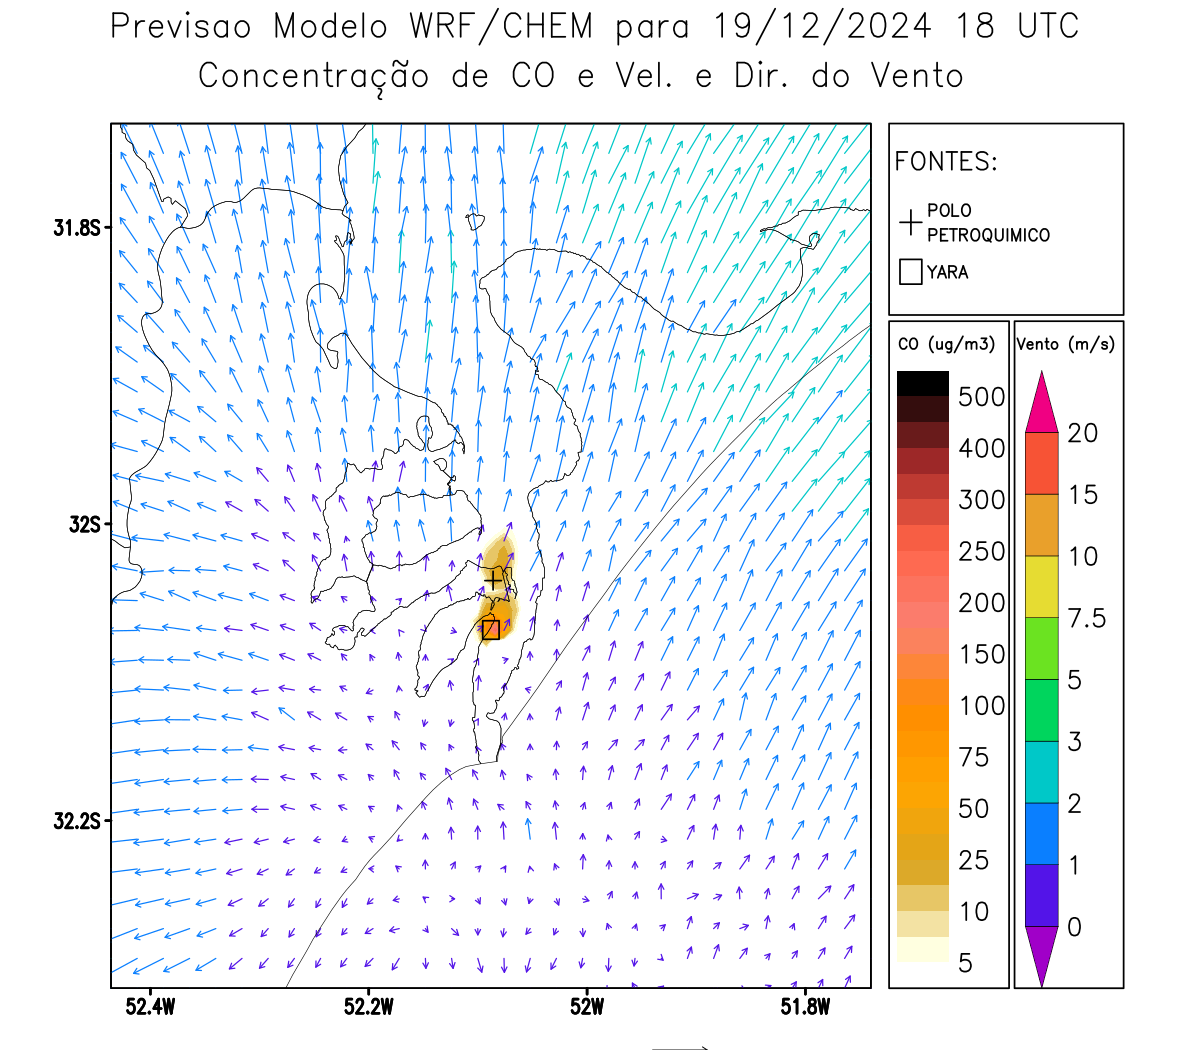 Previsao Modelo WRF/CHEM para 19/12/2024 18 UTC
Concentração de CO e Vel. e Dir. do Vento
FONTES:
POLO
PETROQUIMICO
YARA
CO (ug/m3)
500
400
300
250
200
150
100
75
50
25
10
5
Vento (m/s)
20
15
10
7.5
5
3
2
1
0
31.8S
32S
32.2S
52.4W
52.2W
52W
51.8W